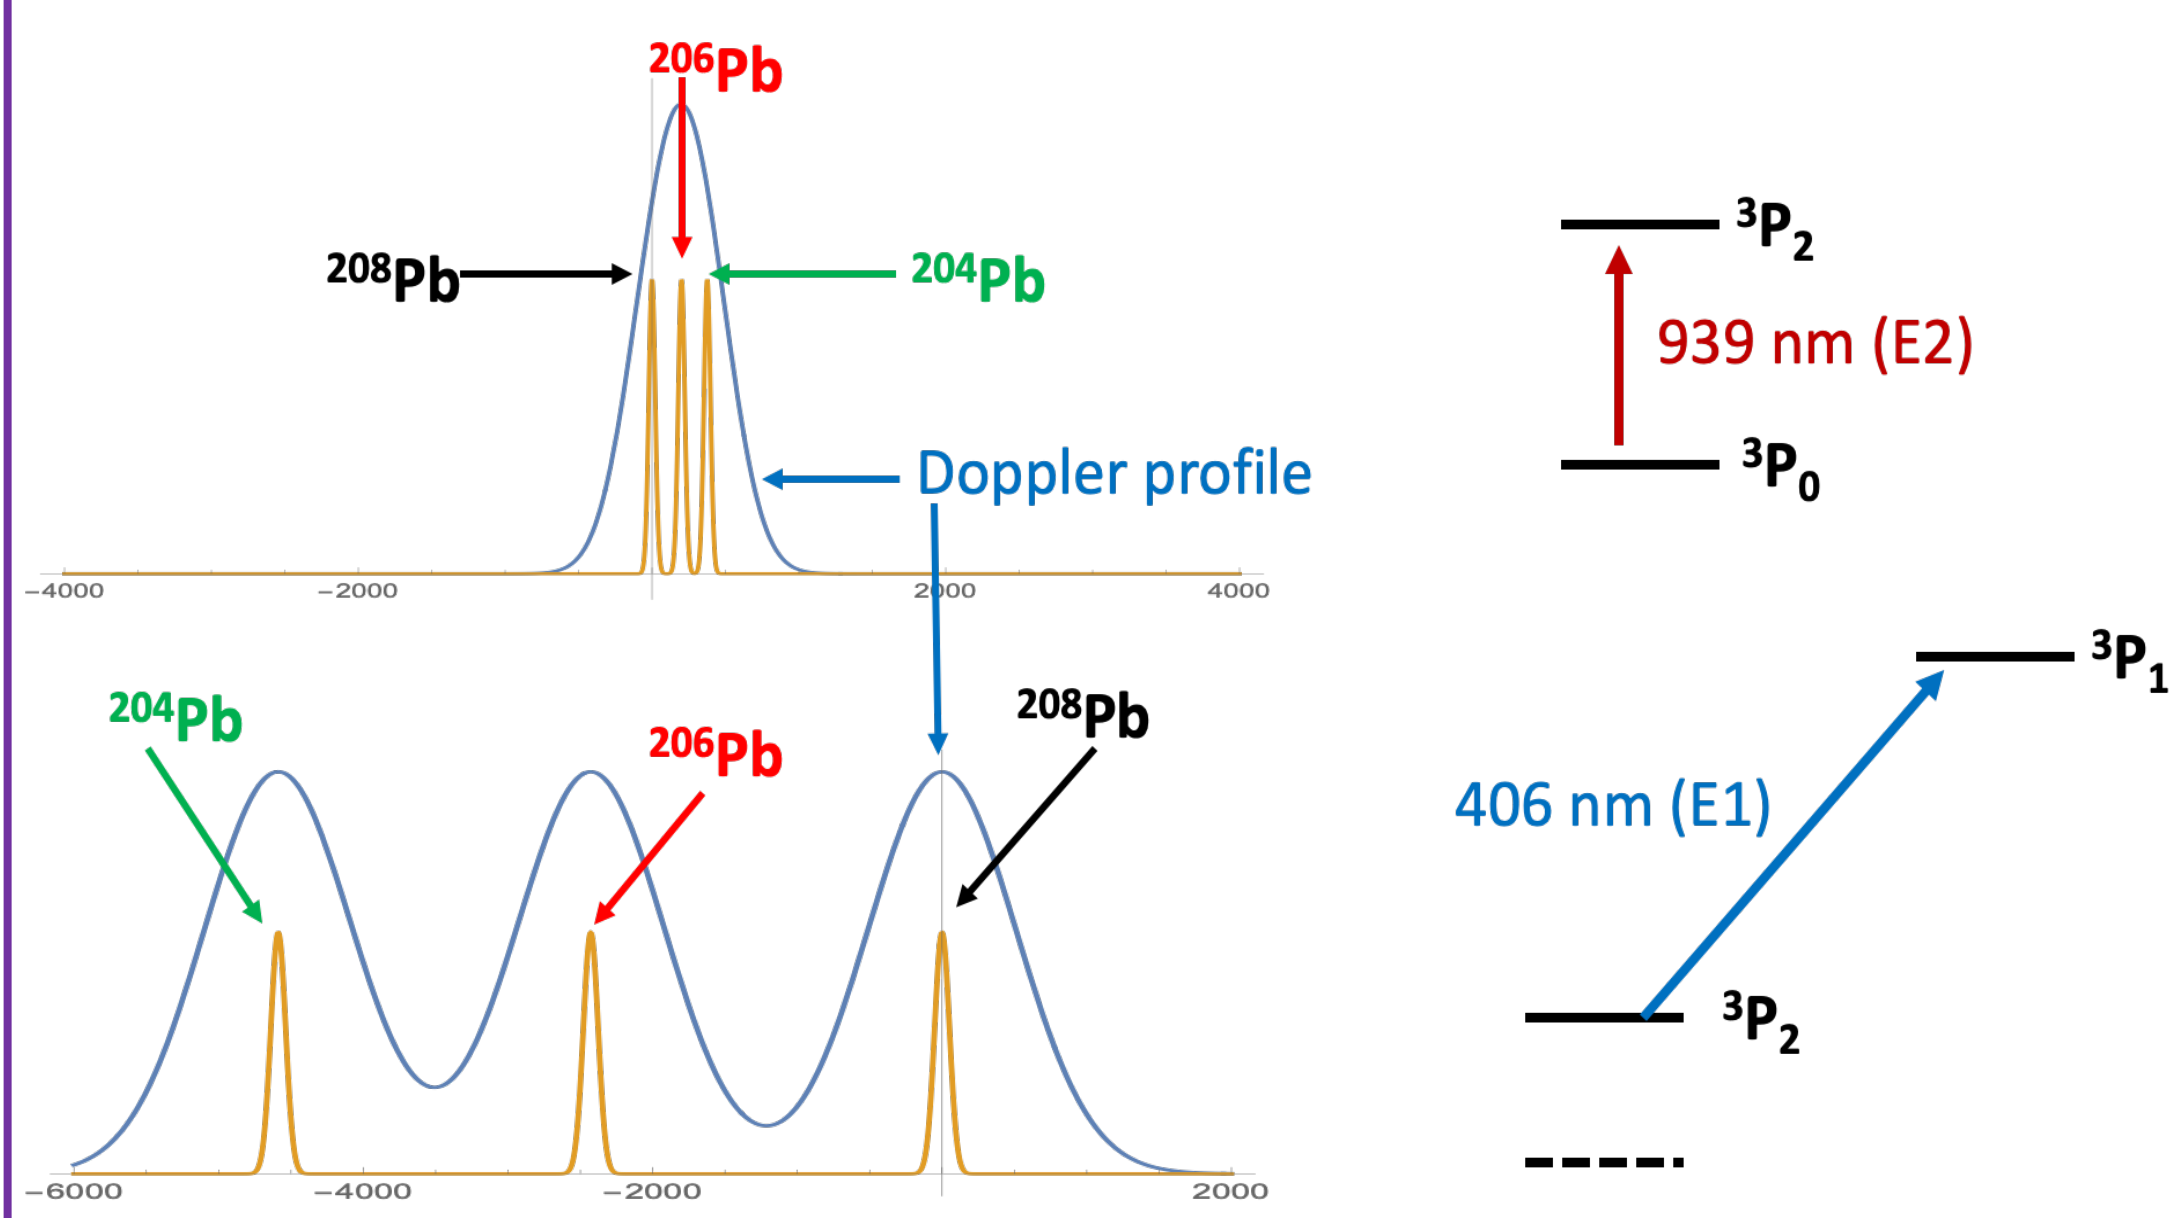 ²⁰⁶Pb
²⁰⁸Pb
²⁰⁴Pb
Doppler profile
−4000 −2000 2000 4000
³P₂
939 nm (E2)
³P₀
²⁰⁴Pb
²⁰⁶Pb
²⁰⁸Pb
−6000 −4000 −2000 2000
³P₁
406 nm (E1)
³P₂